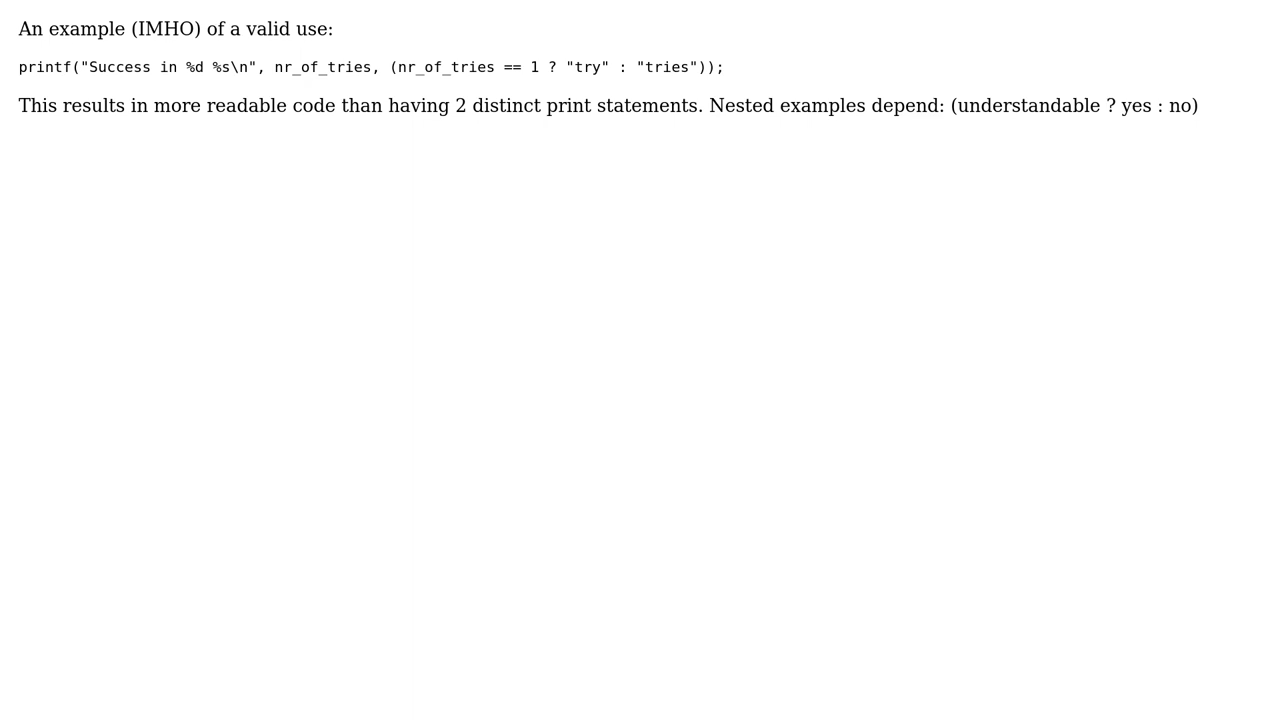 An example (IMHO) of a valid use:
printf("Success in %d %s\n", nr_of_tries, (nr_of_tries == 1 ? "try" : "tries"));
This results in more readable code than having 2 distinct print statements. Nested examples depend: (understandable ? yes : no)